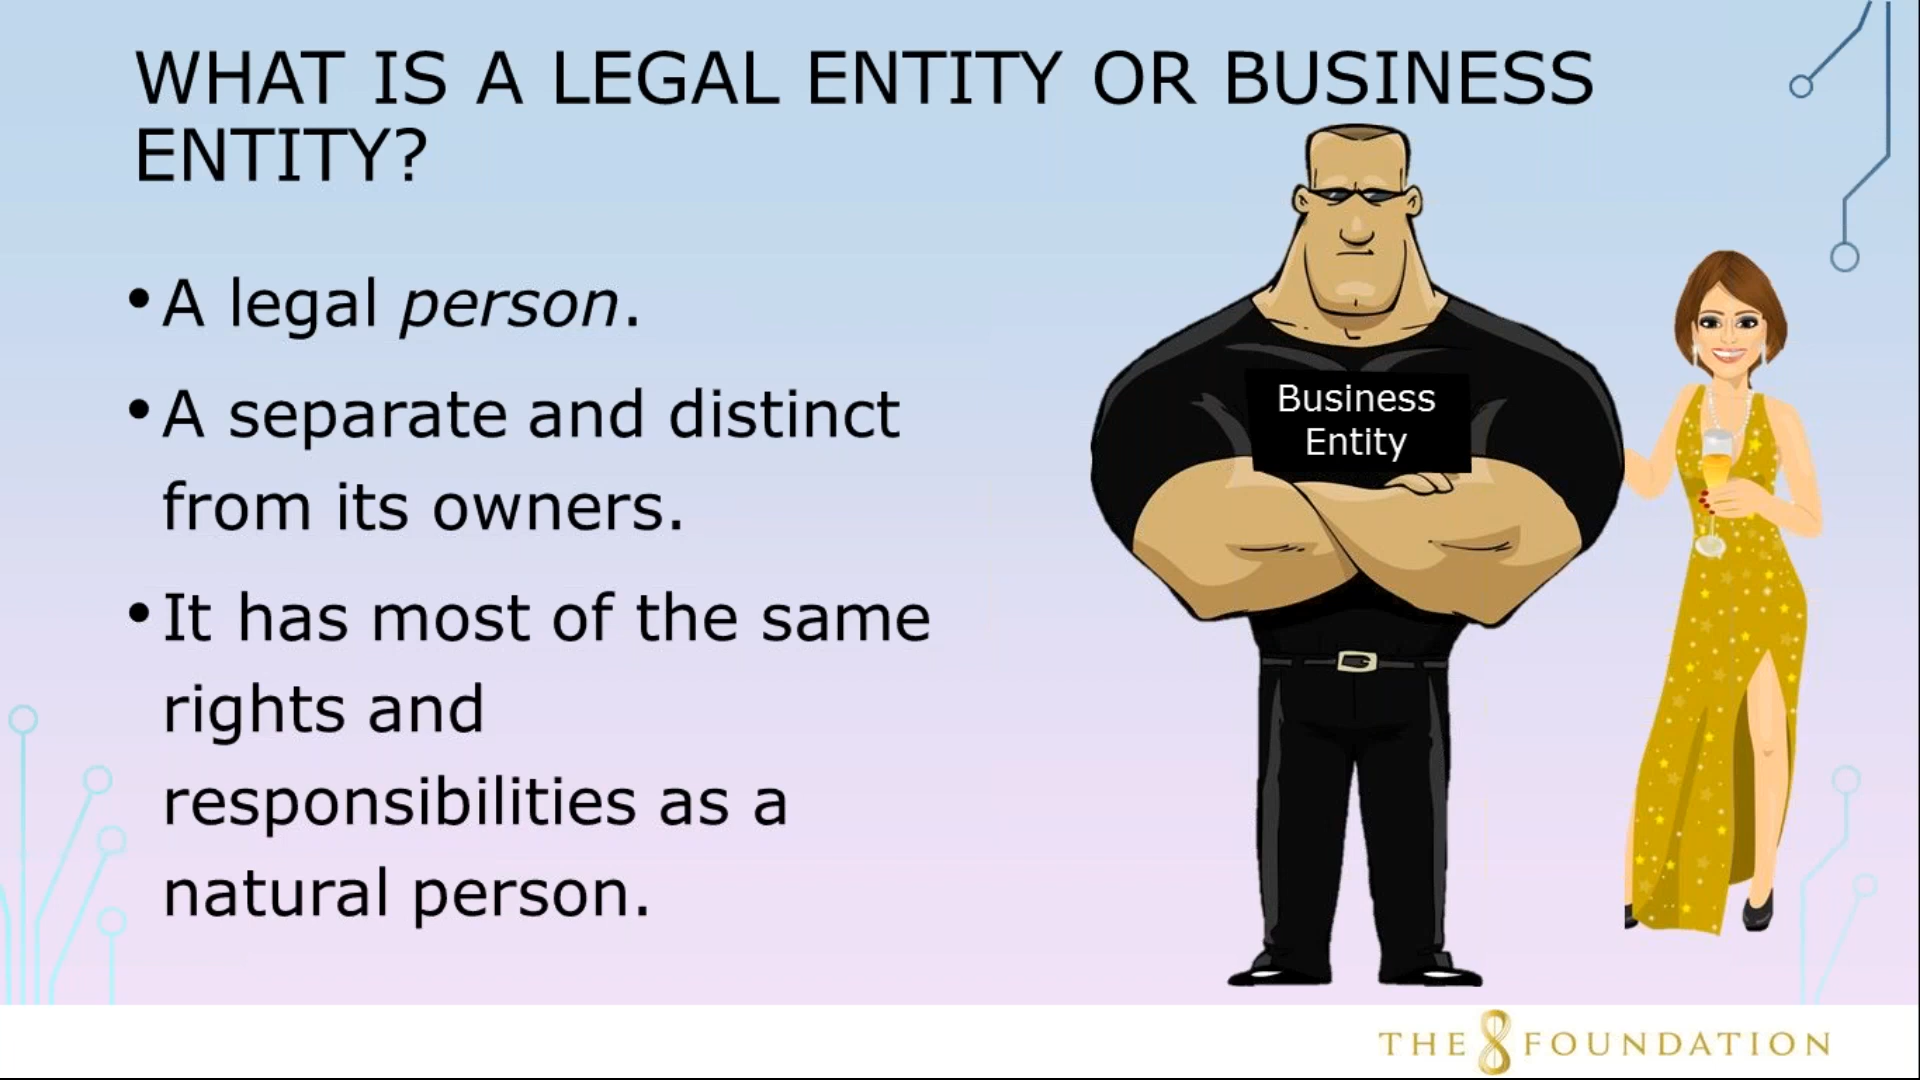 WHAT IS A LEGAL ENTITY OR BUSINESS
ENTITY?
•A legal person.
•A separate and distinct
from its owners.
•It has most of the same
rights and
responsibilities as a
natural person.
Business
Entity
THE 8 FOUNDATION